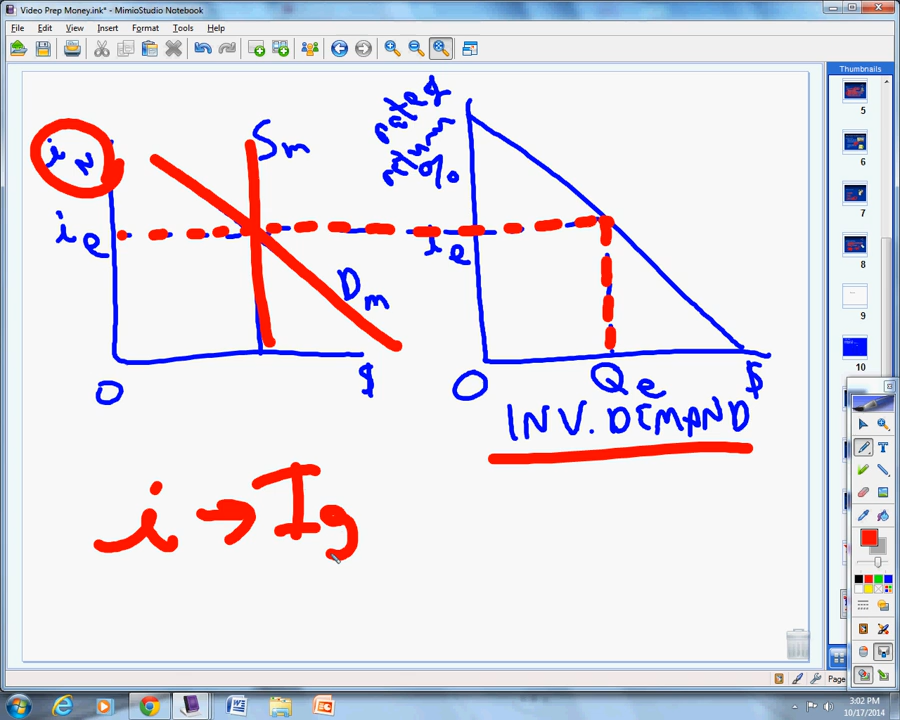 Video Prep Money.ink* - MimioStudio Notebook
File Edit View Insert Format Tools Help
Thumbnails
5
6
7
8
9
10
Sm
Dm
iN
ie
0
$
rate of
return
%
ie
0
Qe
$
INV. DEMAND
i → Ig
T
Page
3:02 PM
10/17/2014